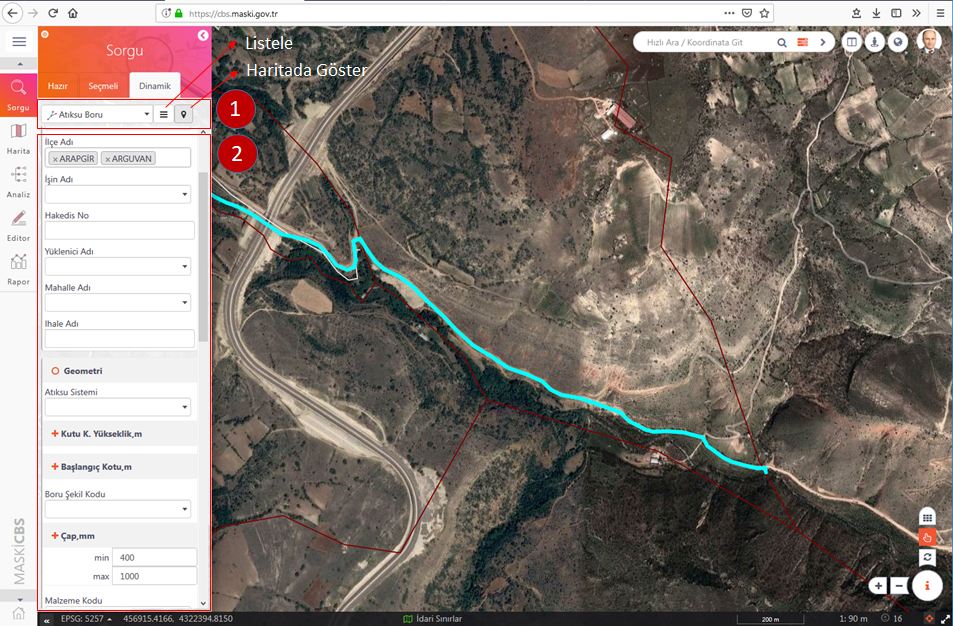 https://cbs.maski.gov.tr
Sorgu
Hazır Seçmeli Dinamik
Listele
Haritada Göster
Hızlı Ara / Koordinata Git
Sorgu
Harita
Analiz
Editor
Rapor
MASKİCBS
Atıksu Boru
1
2
İlçe Adı
× ARAPGİR × ARGUVAN
İşin Adı
Hakedis No
Yüklenici Adı
Mahalle Adı
Ihale Adı
Geometri
Atıksu Sistemi
+ Kutu K. Yükseklik,m
+ Başlangıç Kotu,m
Boru Şekil Kodu
+ Çap,mm
min 400
max 1000
Malzeme Kodu
EPSG: 5257 456915.4166, 4322394.8150 İdari Sınırlar 200 m 1: 90 m 16